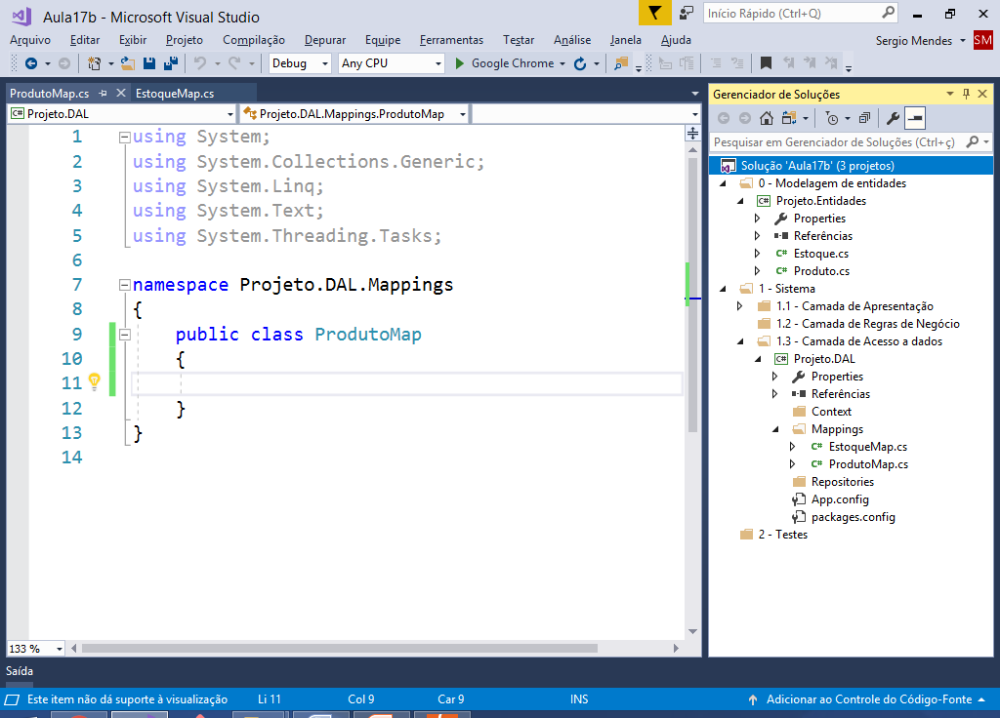 Aula17b - Microsoft Visual Studio
Início Rápido (Ctrl+Q)
Arquivo Editar Exibir Projeto Compilação Depurar Equipe Ferramentas Testar Análise Janela Ajuda
Sergio Mendes SM
Debug Any CPU Google Chrome
ProdutoMap.cs EstoqueMap.cs
Projeto.DAL Projeto.DAL.Mappings.ProdutoMap
1 using System;
2 using System.Collections.Generic;
3 using System.Linq;
4 using System.Text;
5 using System.Threading.Tasks;
6
7 namespace Projeto.DAL.Mappings
8 {
9 public class ProdutoMap
10 {
11
12 }
13 }
14
133 %
Gerenciador de Soluções
Pesquisar em Gerenciador de Soluções (Ctrl+ç)
Solução 'Aula17b' (3 projetos)
0 - Modelagem de entidades
C# Projeto.Entidades
Properties
Referências
C# Estoque.cs
C# Produto.cs
1 - Sistema
1.1 - Camada de Apresentação
1.2 - Camada de Regras de Negócio
1.3 - Camada de Acesso a dados
C# Projeto.DAL
Properties
Referências
Context
Mappings
C# EstoqueMap.cs
C# ProdutoMap.cs
Repositories
App.config
packages.config
2 - Testes
Saída
Este item não dá suporte à visualização Li 11 Col 9 Car 9 INS Adicionar ao Controle do Código-Fonte